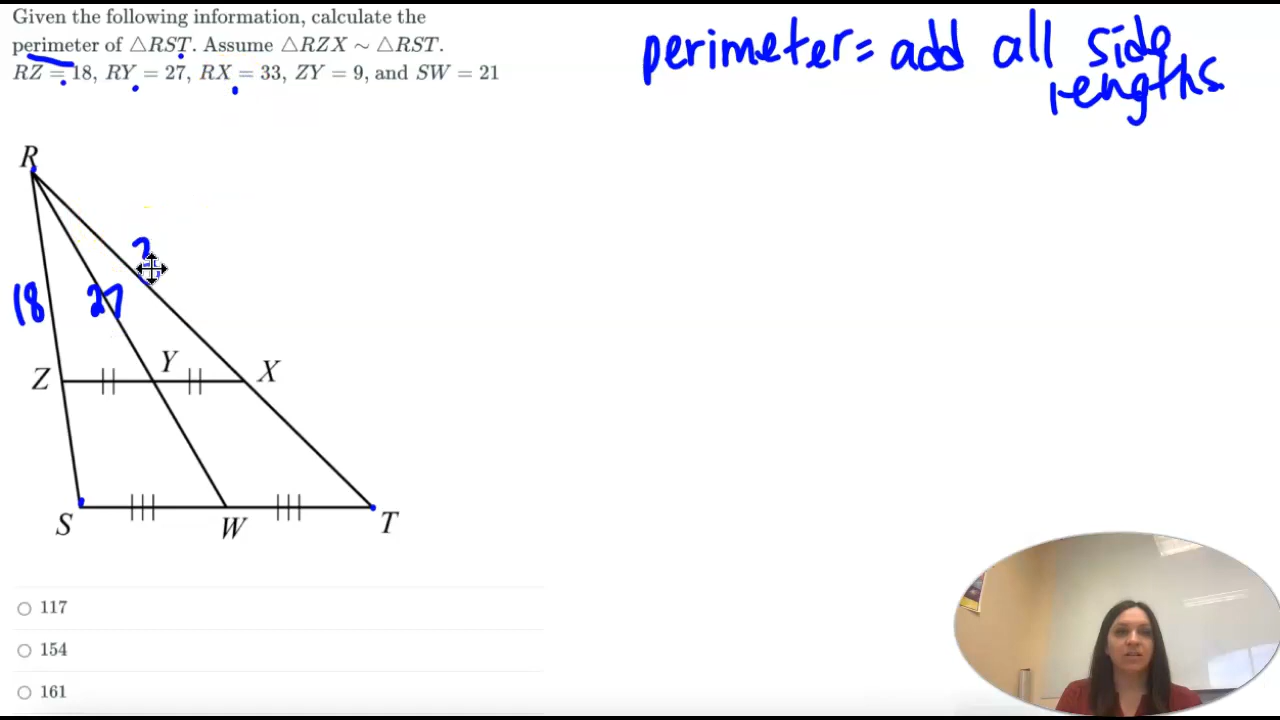 Given the following information, calculate the
perimeter of △RST. Assume △RZX ∼ △RST.
RZ = 18, RY = 27, RX = 33, ZY = 9, and SW = 21
perimeter = add all side
lengths
R
3
18
27
Y
X
Z
S
W
T
117
154
161